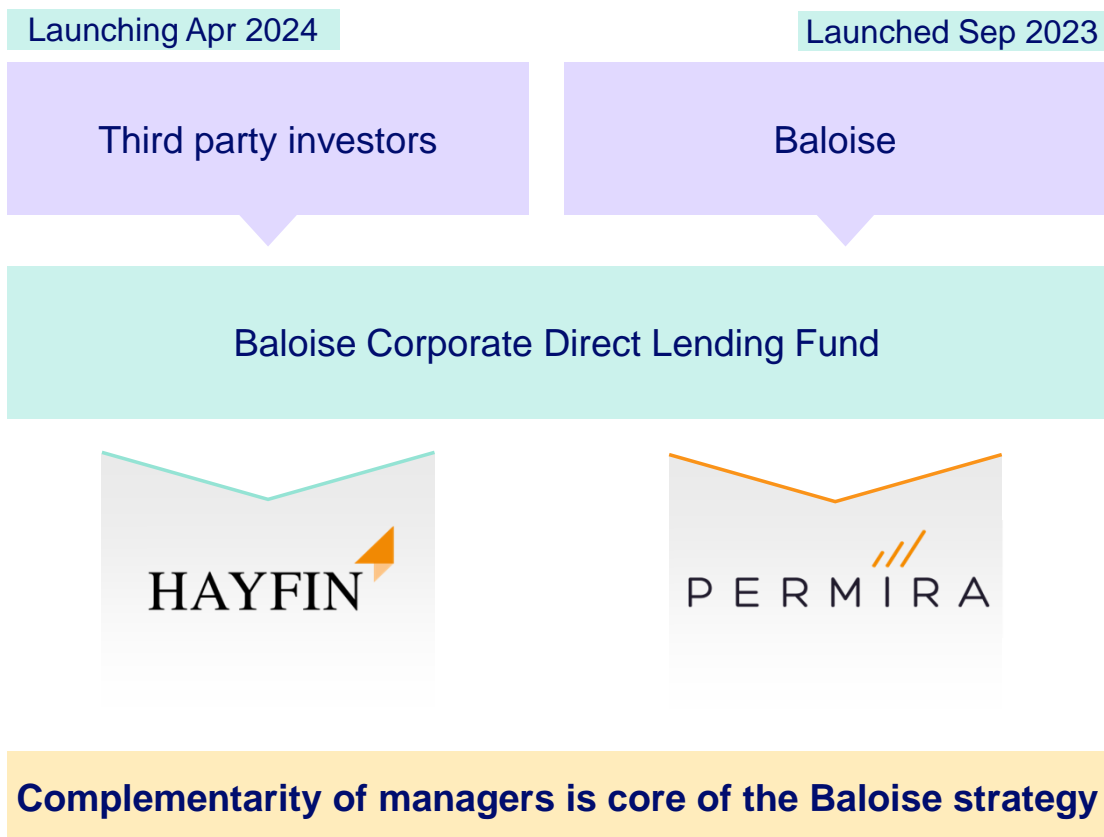 Launching Apr 2024
Launched Sep 2023
Third party investors
Baloise
Baloise Corporate Direct Lending Fund
HAYFIN
PERMIRA
Complementarity of managers is core of the Baloise strategy